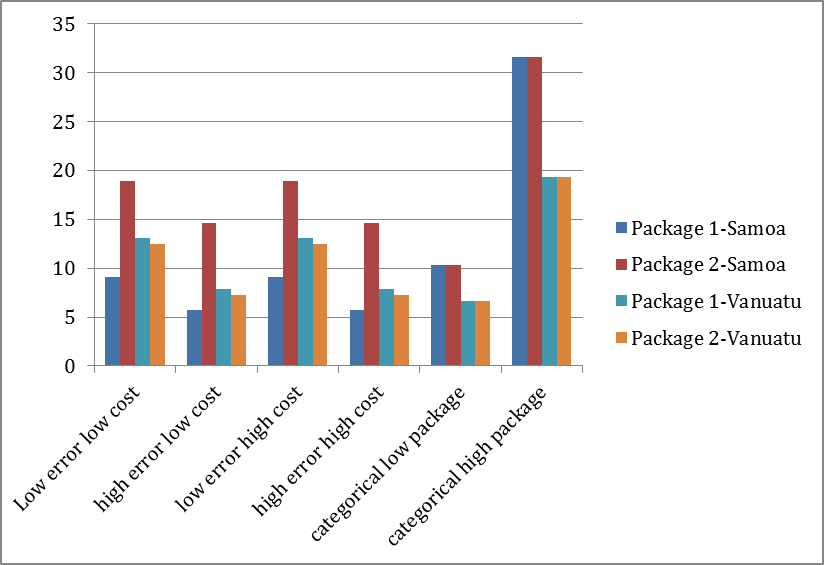 35
30
25
20
15
10
5
0
Low error low cost
high error low cost
low error high cost
high error high cost
categorical low package
categorical high package
Package 1-Samoa
Package 2-Samoa
Package 1-Vanuatu
Package 2-Vanuatu